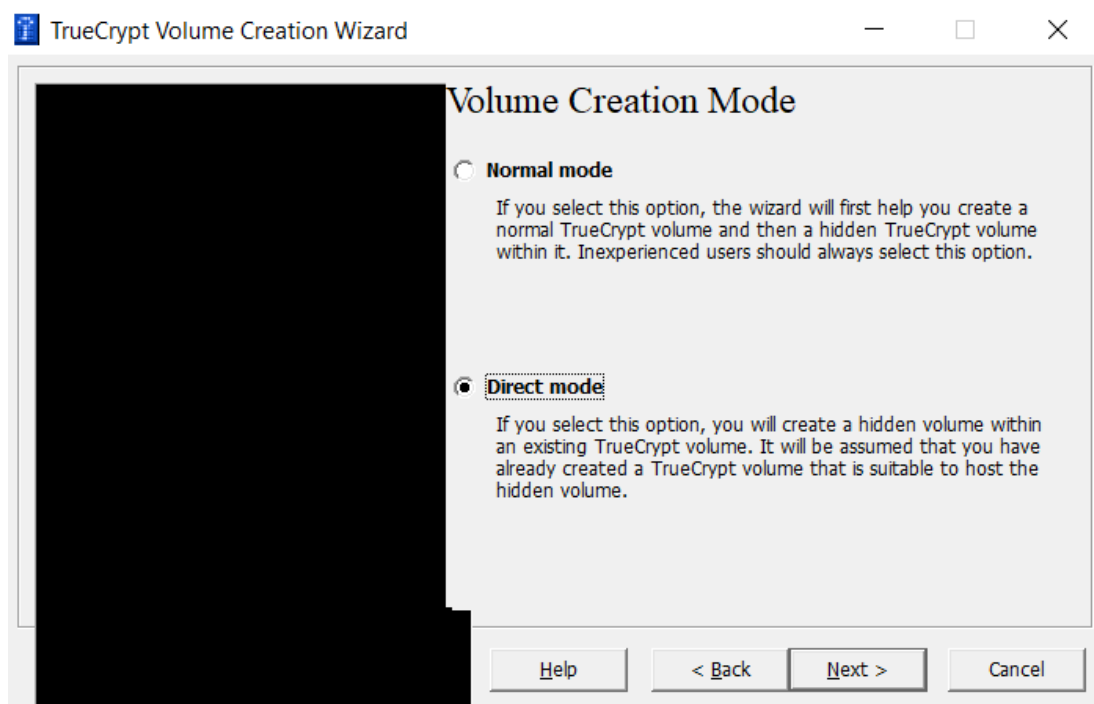 TrueCrypt Volume Creation Wizard
Volume Creation Mode
Normal mode
If you select this option, the wizard will first help you create a
normal TrueCrypt volume and then a hidden TrueCrypt volume
within it. Inexperienced users should always select this option.
Direct mode
If you select this option, you will create a hidden volume within
an existing TrueCrypt volume. It will be assumed that you have
already created a TrueCrypt volume that is suitable to host the
hidden volume.
Help < Back Next > Cancel